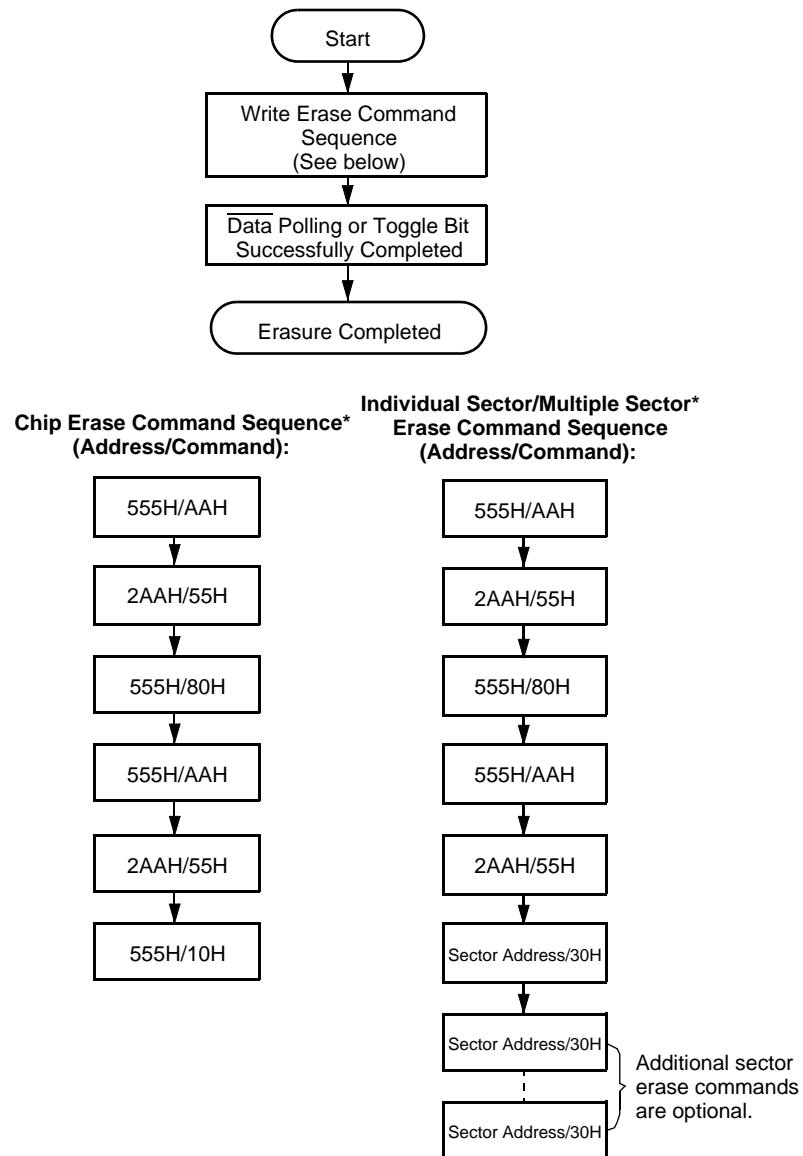 Start
Write Erase Command
Sequence
(See below)
Data Polling or Toggle Bit
Successfully Completed
Erasure Completed
Chip Erase Command Sequence*
(Address/Command):
555H/AAH
2AAH/55H
555H/80H
555H/AAH
2AAH/55H
555H/10H
Individual Sector/Multiple Sector*
Erase Command Sequence
(Address/Command):
555H/AAH
2AAH/55H
555H/80H
555H/AAH
2AAH/55H
Sector Address/30H
Sector Address/30H
Sector Address/30H
Additional sector
erase commands
are optional.